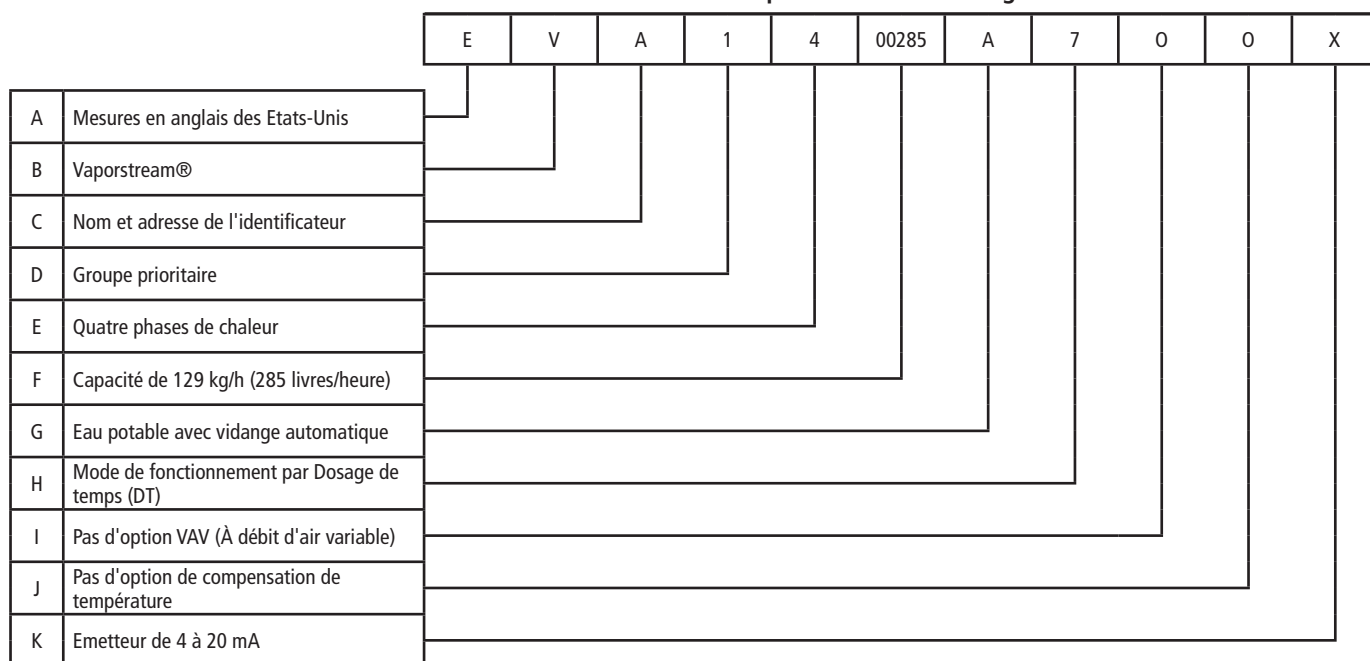 E V A 1 4 00285 A 7 O O X
A Mesures en anglais des Etats-Unis
B Vaporstream®
C Nom et adresse de l'identificateur
D Groupe prioritaire
E Quatre phases de chaleur
F Capacité de 129 kg/h (285 livres/heure)
G Eau potable avec vidange automatique
H Mode de fonctionnement par Dosage de
temps (DT)
I Pas d'option VAV (À débit d'air variable)
J Pas d'option de compensation de
température
K Emetteur de 4 à 20 mA